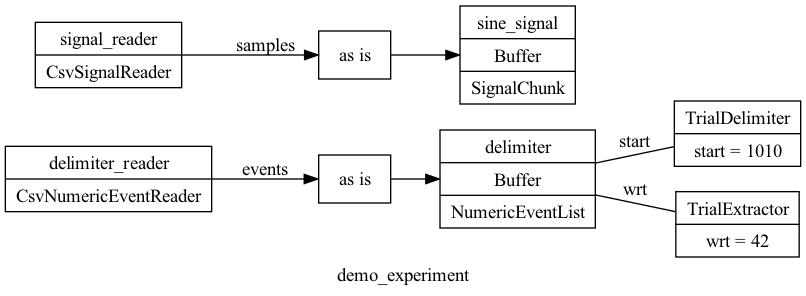 signal_reader
CsvSignalReader
samples
as is
sine_signal
Buffer
SignalChunk
delimiter_reader
CsvNumericEventReader
events
as is
delimiter
Buffer
NumericEventList
start
TrialDelimiter
start = 1010
wrt
TrialExtractor
wrt = 42
demo_experiment